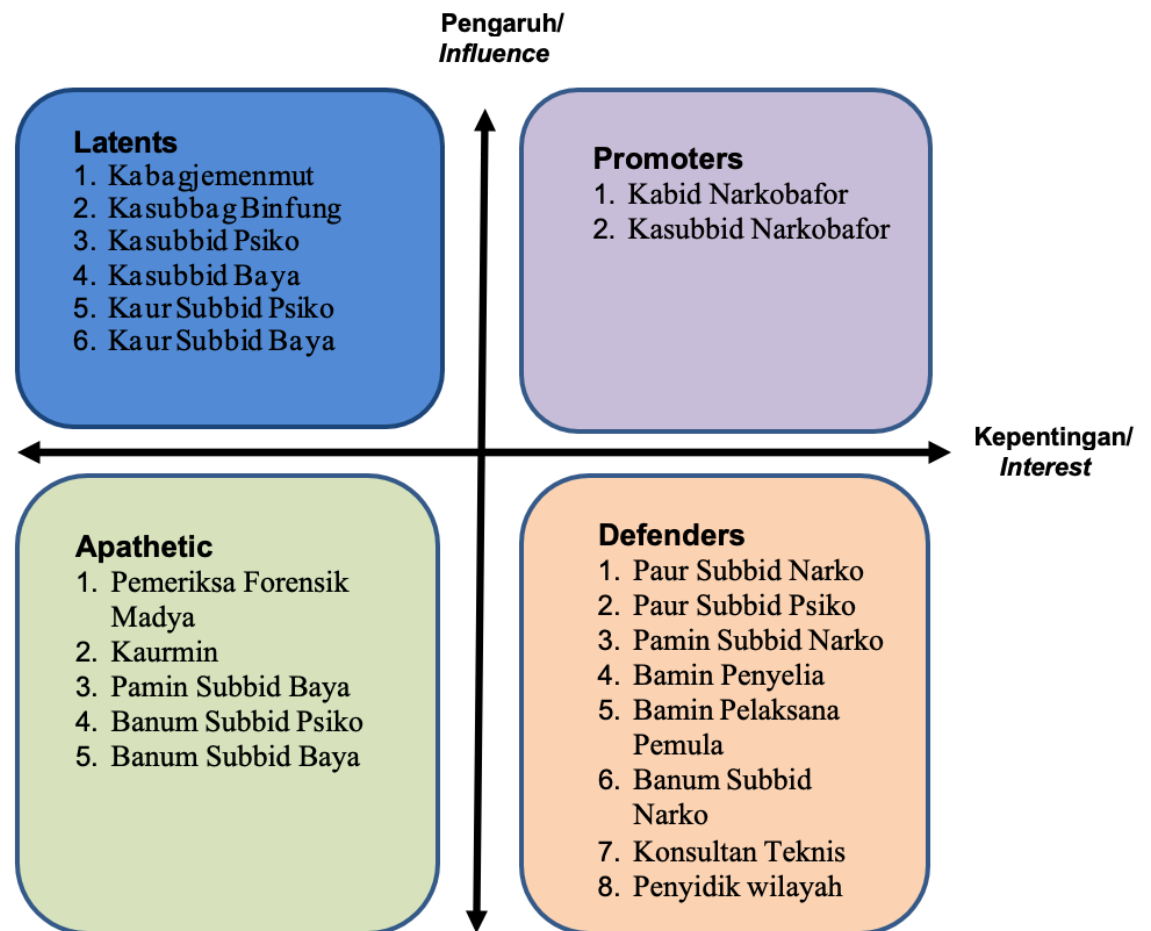 Pengaruh/
Influence
Latents
1. Kabagjemenmut
2. Kasubbag Binfung
3. Kasubbid Psiko
4. Kasubbid Baya
5. Kaur Subbid Psiko
6. Kaur Subbid Baya
Promoters
1. Kabid Narkobafor
2. Kasubbid Narkobafor
Kepentingan/
Interest
Apathetic
1. Pemeriksa Forensik
Madya
2. Kaurmin
3. Pamin Subbid Baya
4. Banum Subbid Psiko
5. Banum Subbid Baya
Defenders
1. Paur Subbid Narko
2. Paur Subbid Psiko
3. Pamin Subbid Narko
4. Bamin Penyelia
5. Bamin Pelaksana
Pemula
6. Banum Subbid
Narko
7. Konsultan Teknis
8. Penyidik wilayah